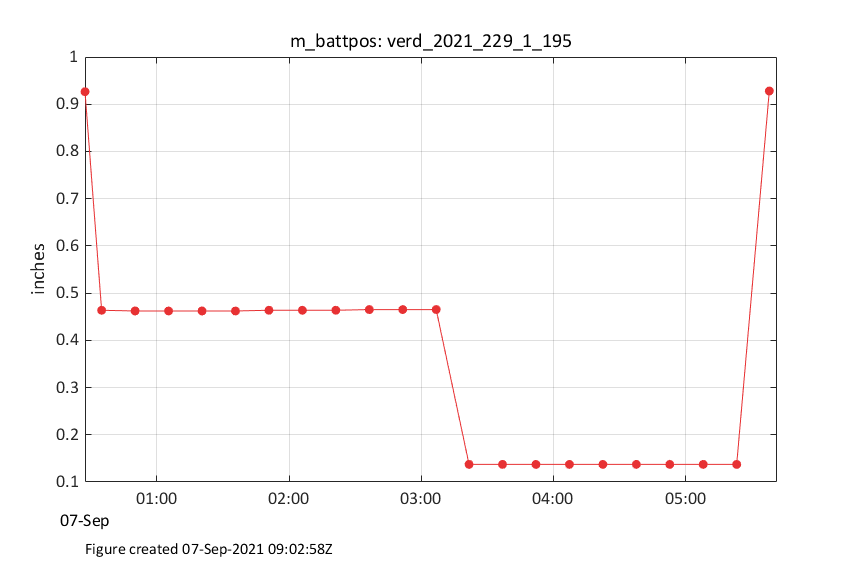 m_battpos: verd_2021_229_1_195
1
0.9
0.8
0.7
0.6
0.5
0.4
0.3
0.2
0.1
inches
01:00 02:00 03:00 04:00 05:00
07-Sep
Figure created 07-Sep-2021 09:02:58Z